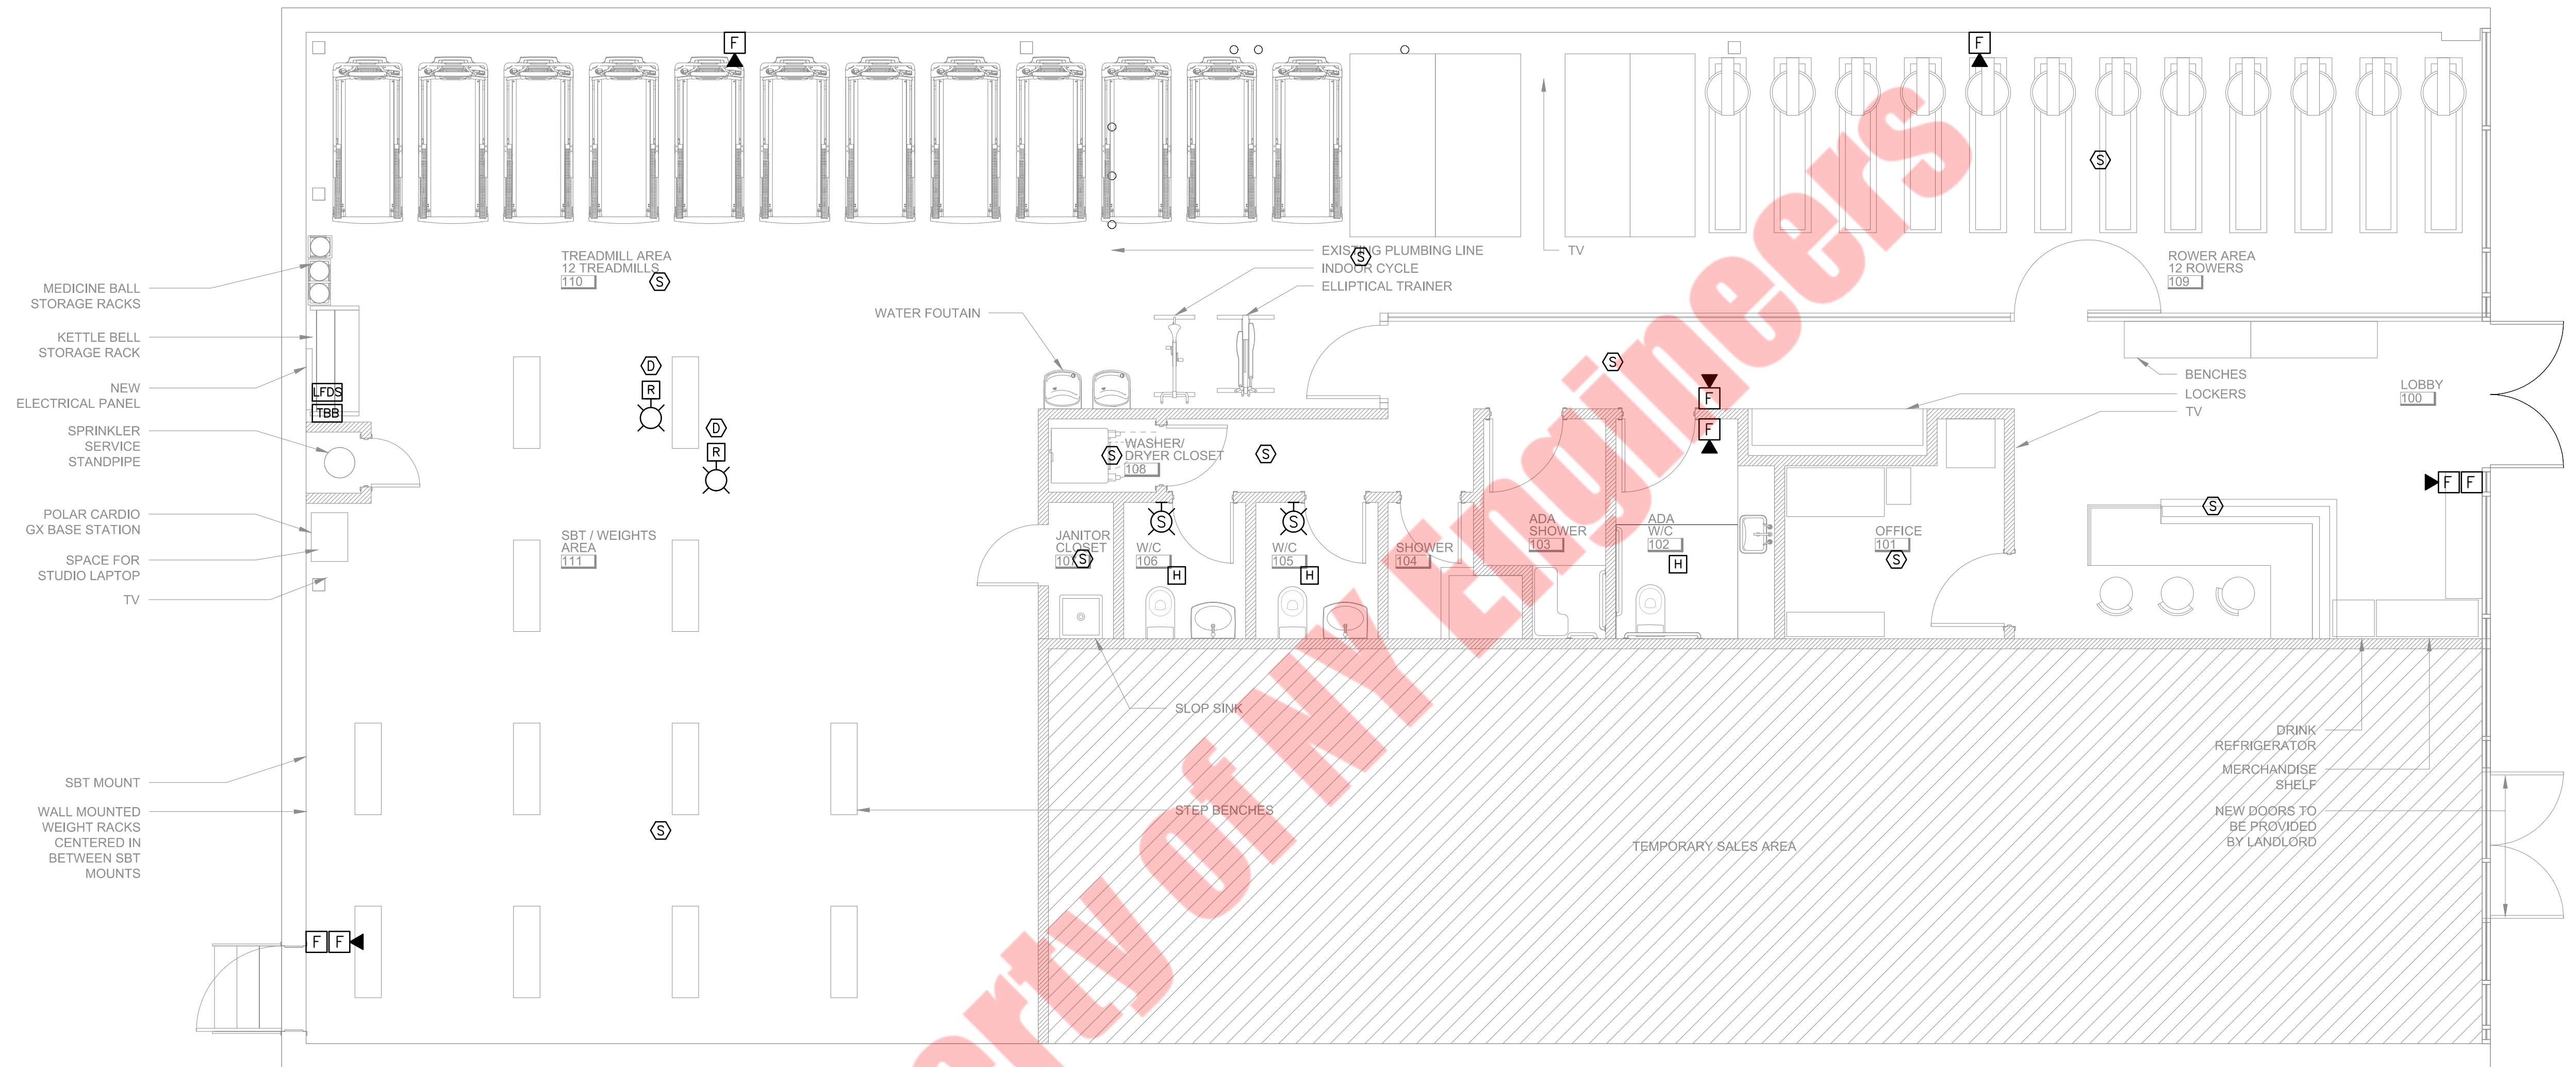 F
F
S
EXISTING PLUMBING LINE
S
INDOOR CYCLE
ELLIPTICAL TRAINER
TV
TREADMILL AREA
12 TREADMILLS
110
S
ROWER AREA
12 ROWERS
109
MEDICINE BALL
STORAGE RACKS
KETTLE BELL
STORAGE RACK
NEW
ELECTRICAL PANEL
SPRINKLER
SERVICE
STANDPIPE
POLAR CARDIO
GX BASE STATION
SPACE FOR
STUDIO LAPTOP
TV
SBT MOUNT
WALL MOUNTED
WEIGHT RACKS
CENTERED IN
BETWEEN SBT
MOUNTS
LFDS
TBB
D
R
D
R
WATER FOUTAIN
S
F
F
BENCHES
LOCKERS
TV
LOBBY
100
S
WASHER/
DRYER CLOSET
108
S
F F
S
S
S
SBT / WEIGHTS
AREA
111
JANITOR
CLOSET
107
S
W/C
106
H
W/C
105
H
SHOWER
104
ADA
SHOWER
103
ADA
W/C
102
H
OFFICE
101
S
SLOP SINK
STEP BENCHES
S
F F
TEMPORARY SALES AREA
DRINK
REFRIGERATOR
MERCHANDISE
SHELF
NEW DOORS TO
BE PROVIDED
BY LANDLORD
erty of NY Engineers